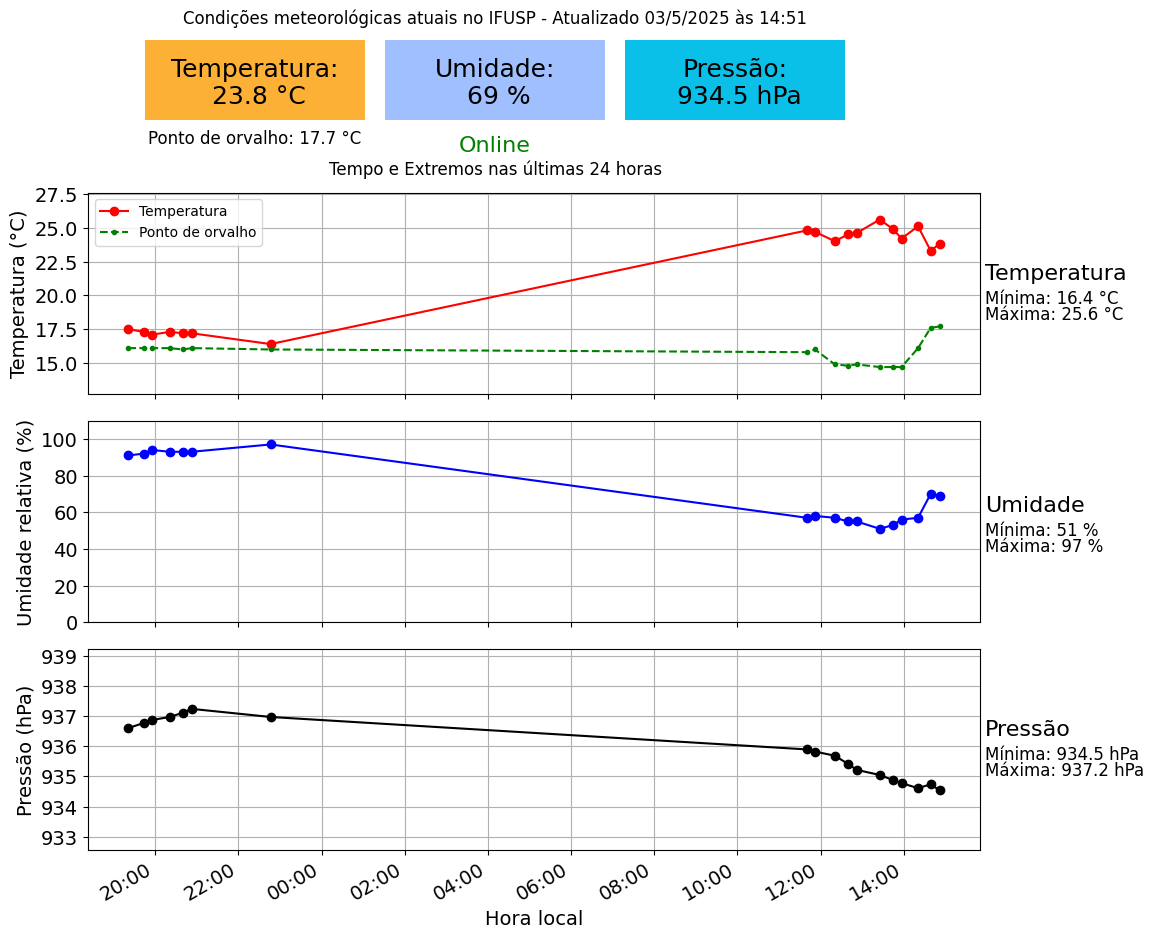 Condições meteorológicas atuais no IFUSP - Atualizado 03/5/2025 às 14:51
Temperatura:
23.8 °C
Umidade:
69 %
Pressão:
934.5 hPa
Ponto de orvalho: 17.7 °C
Online
Tempo e Extremos nas últimas 24 horas
Temperatura (°C)
27.5
25.0
22.5
20.0
17.5
15.0
Temperatura
Ponto de orvalho
Temperatura
Mínima: 16.4 °C
Máxima: 25.6 °C
Umidade relativa (%)
100
80
60
40
20
0
Umidade
Mínima: 51 %
Máxima: 97 %
Pressão (hPa)
939
938
937
936
935
934
933
Pressão
Mínima: 934.5 hPa
Máxima: 937.2 hPa
20:00
22:00
00:00
02:00
04:00
06:00
08:00
10:00
12:00
14:00
Hora local